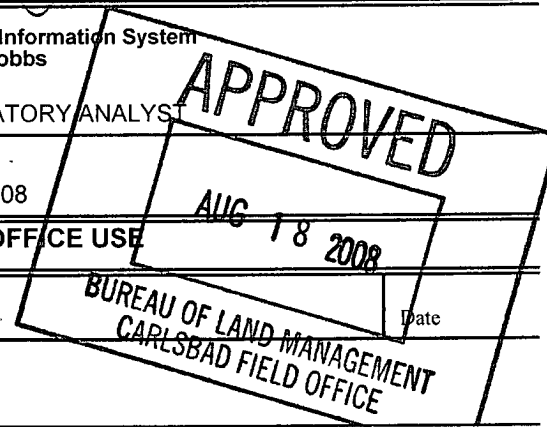 Information System
obbs
ATORY ANALYST
08
OFFICE USE
Date
APPROVED
AUG 18 2008
BUREAU OF LAND MANAGEMENT
CARLSBAD FIELD OFFICE